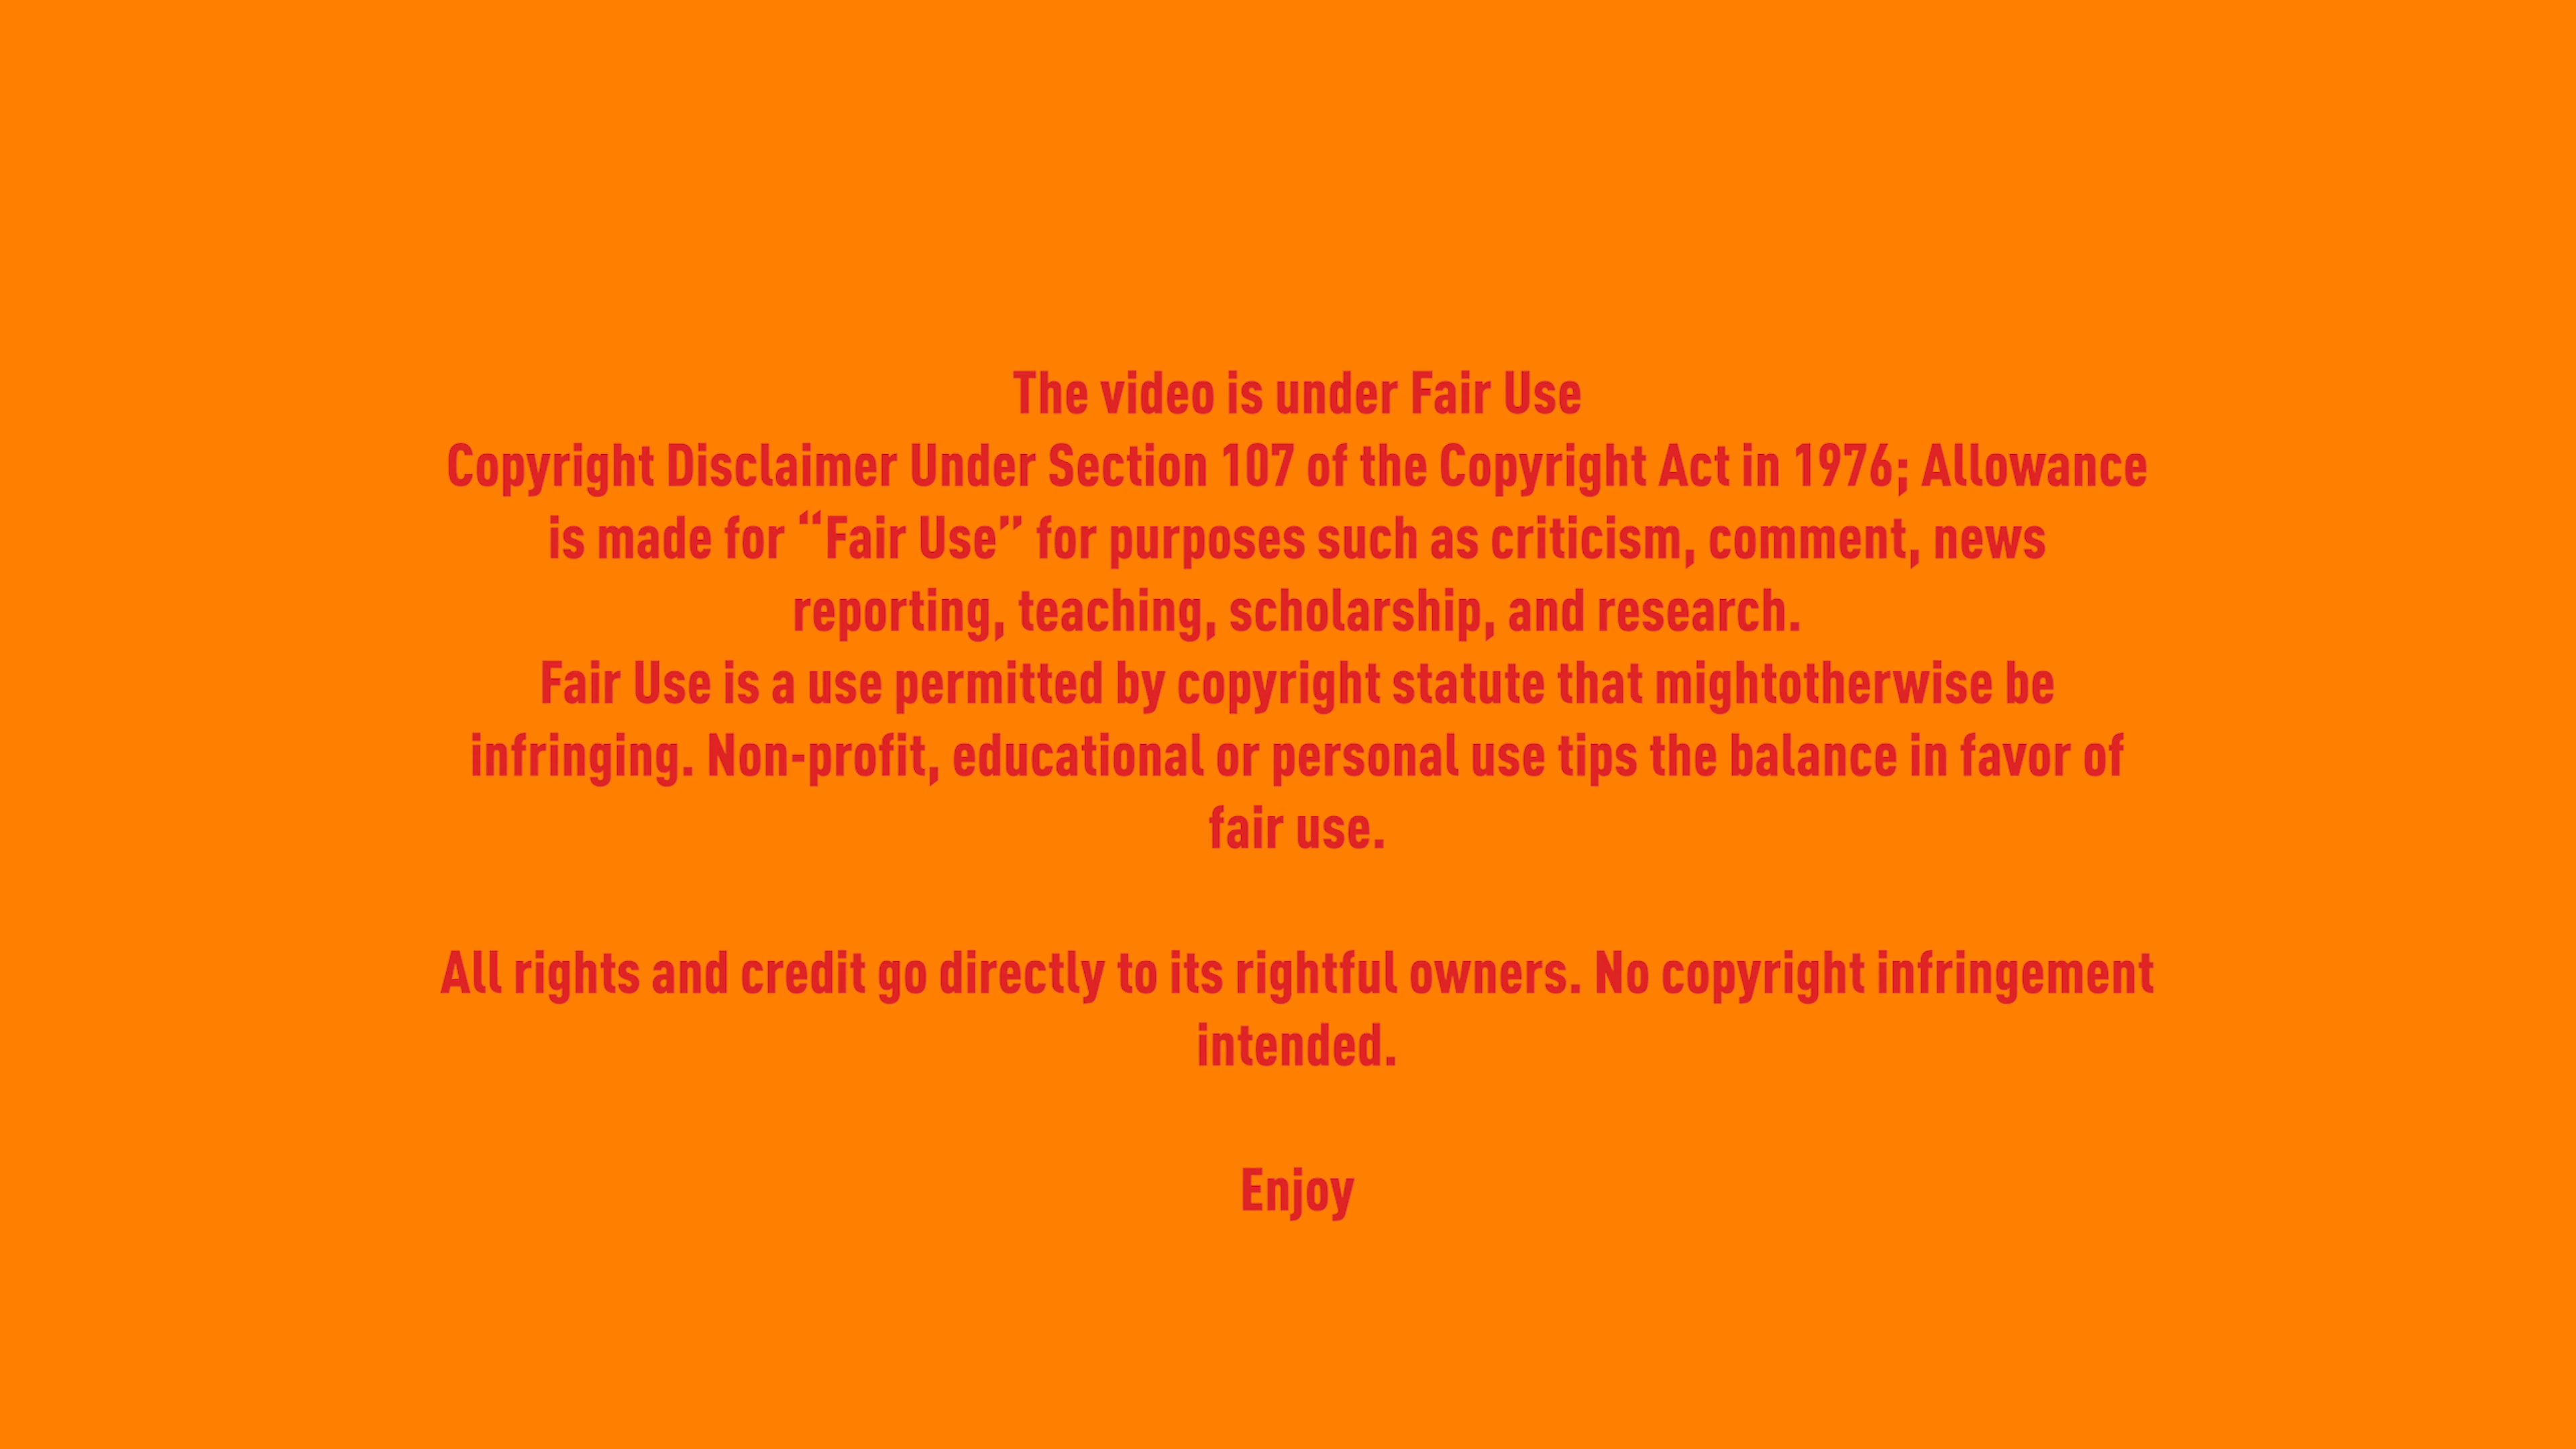 The video is under Fair Use
Copyright Disclaimer Under Section 107 of the Copyright Act in 1976; Allowance
is made for “Fair Use” for purposes such as criticism, comment, news
reporting, teaching, scholarship, and research.
Fair Use is a use permitted by copyright statute that mightotherwise be
infringing. Non-profit, educational or personal use tips the balance in favor of
fair use.
All rights and credit go directly to its rightful owners. No copyright infringement
intended.
Enjoy